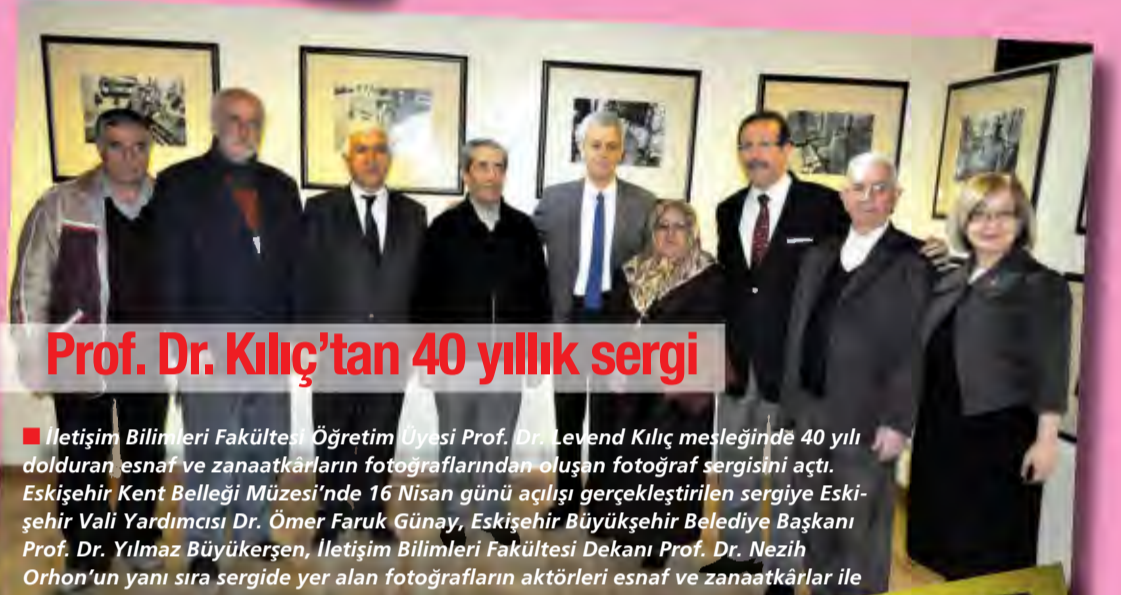 Prof. Dr. Kılıç’tan 40 yıllık sergi
İletişim Bilimleri Fakültesi Öğretim Üyesi Prof. Dr. Levend Kılıç mesleğinde 40 yılı
dolduran esnaf ve zanaatkârların fotoğraflarından oluşan fotoğraf sergisini açtı.
Eskişehir Kent Belleği Müzesi’nde 16 Nisan günü açılışı gerçekleştirilen sergiye Eski-
şehir Vali Yardımcısı Dr. Ömer Faruk Günay, Eskişehir Büyükşehir Belediye Başkanı
Prof. Dr. Yılmaz Büyükerşen, İletişim Bilimleri Fakültesi Dekanı Prof. Dr. Nezih
Orhon’un yanı sıra sergide yer alan fotoğrafların aktörleri esnaf ve zanaatkârlar ile